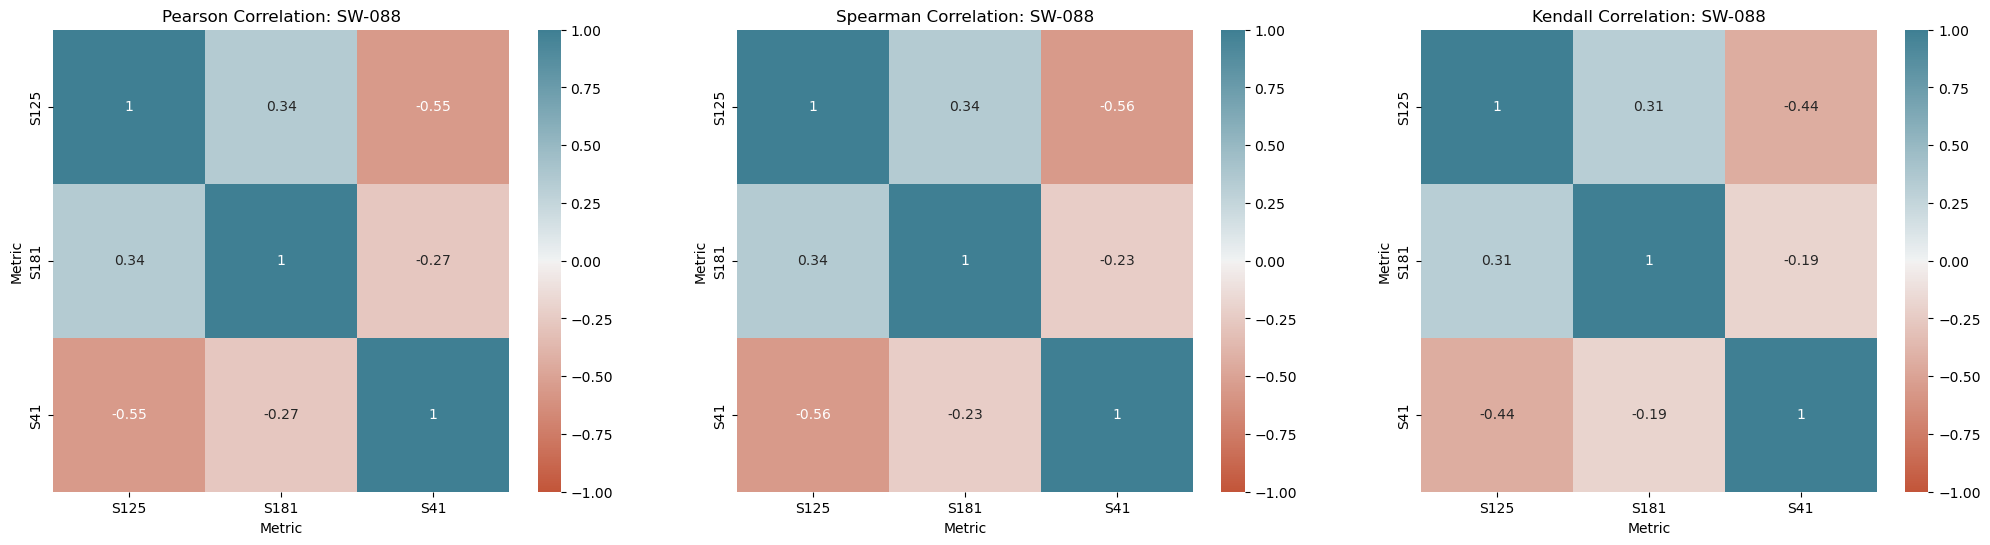 Pearson Correlation: SW-088
S125
S181
S41
Metric
1
0.34
-0.55
0.34
1
-0.27
-0.55
-0.27
1
S125
S181
S41
Metric
1.00
0.75
0.50
0.25
0.00
−0.25
−0.50
−0.75
−1.00
Spearman Correlation: SW-088
S125
S181
S41
Metric
1
0.34
-0.56
0.34
1
-0.23
-0.56
-0.23
1
S125
S181
S41
Metric
1.00
0.75
0.50
0.25
0.00
−0.25
−0.50
−0.75
−1.00
Kendall Correlation: SW-088
S125
S181
S41
Metric
1
0.31
-0.44
0.31
1
-0.19
-0.44
-0.19
1
S125
S181
S41
Metric
1.00
0.75
0.50
0.25
0.00
−0.25
−0.50
−0.75
−1.00